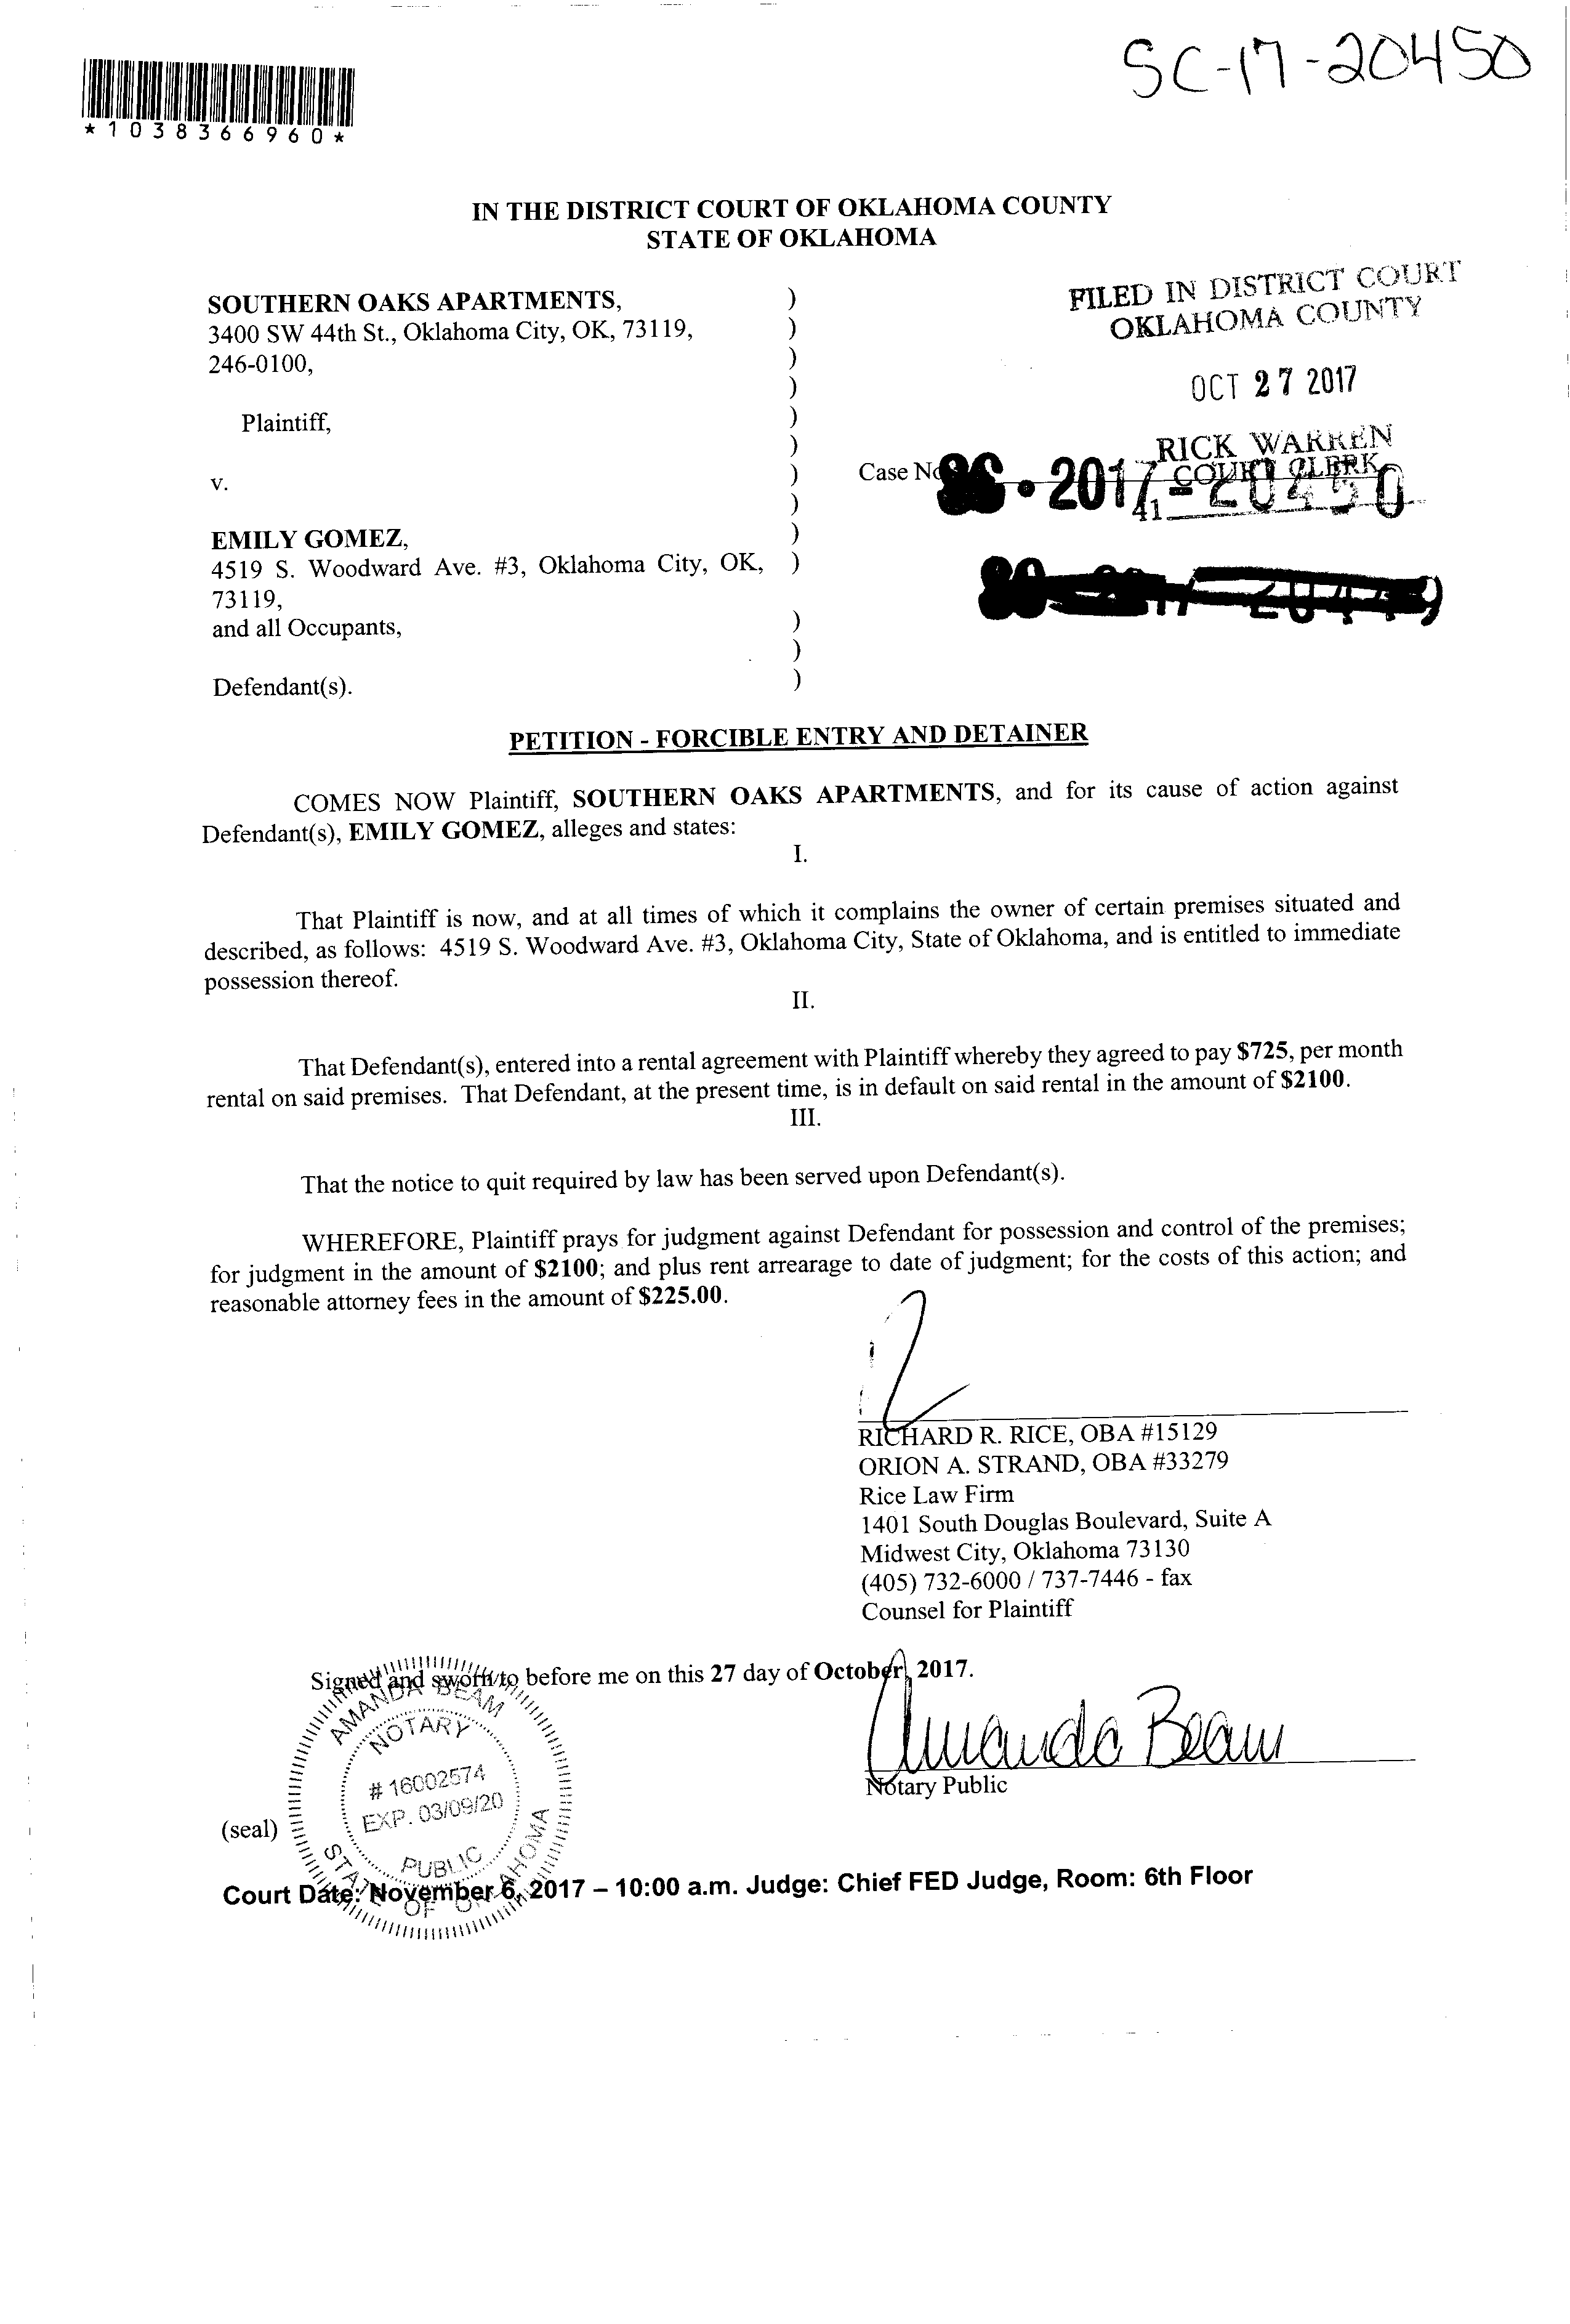 SC-17-20450
*1038366960*
IN THE DISTRICT COURT OF OKLAHOMA COUNTY
STATE OF OKLAHOMA
SOUTHERN OAKS APARTMENTS, )
3400 SW 44th St., Oklahoma City, OK, 73119, )
246-0100, )
)
Plaintiff, )
)
v. )
)
EMILY GOMEZ, )
4519 S. Woodward Ave. #3, Oklahoma City, OK, )
73119,
and all Occupants, )
)
Defendant(s). )
FILED IN DISTRICT COURT
OKLAHOMA COUNTY
OCT 27 2017
RICK WARREN
COURT CLERK
41
Case No
2017-20450
PETITION - FORCIBLE ENTRY AND DETAINER
COMES NOW Plaintiff, SOUTHERN OAKS APARTMENTS, and for its cause of action against
Defendant(s), EMILY GOMEZ, alleges and states:
I.
That Plaintiff is now, and at all times of which it complains the owner of certain premises situated and
described, as follows: 4519 S. Woodward Ave. #3, Oklahoma City, State of Oklahoma, and is entitled to immediate
possession thereof.
II.
That Defendant(s), entered into a rental agreement with Plaintiff whereby they agreed to pay $725, per month
rental on said premises. That Defendant, at the present time, is in default on said rental in the amount of $2100.
III.
That the notice to quit required by law has been served upon Defendant(s).
WHEREFORE, Plaintiff prays for judgment against Defendant for possession and control of the premises;
for judgment in the amount of $2100; and plus rent arrearage to date of judgment; for the costs of this action; and
reasonable attorney fees in the amount of $225.00.
RICHARD R. RICE, OBA #15129
ORION A. STRAND, OBA #33279
Rice Law Firm
1401 South Douglas Boulevard, Suite A
Midwest City, Oklahoma 73130
(405) 732-6000 / 737-7446 - fax
Counsel for Plaintiff
Signed and sworn to before me on this 27 day of October, 2017.
Amanda Beam
Notary Public
AMANDA BEAM
NOTARY
# 16002574
EXP. 03/09/20
PUBLIC
STATE OF OKLAHOMA
(seal)
Court Date: November 6, 2017 – 10:00 a.m. Judge: Chief FED Judge, Room: 6th Floor